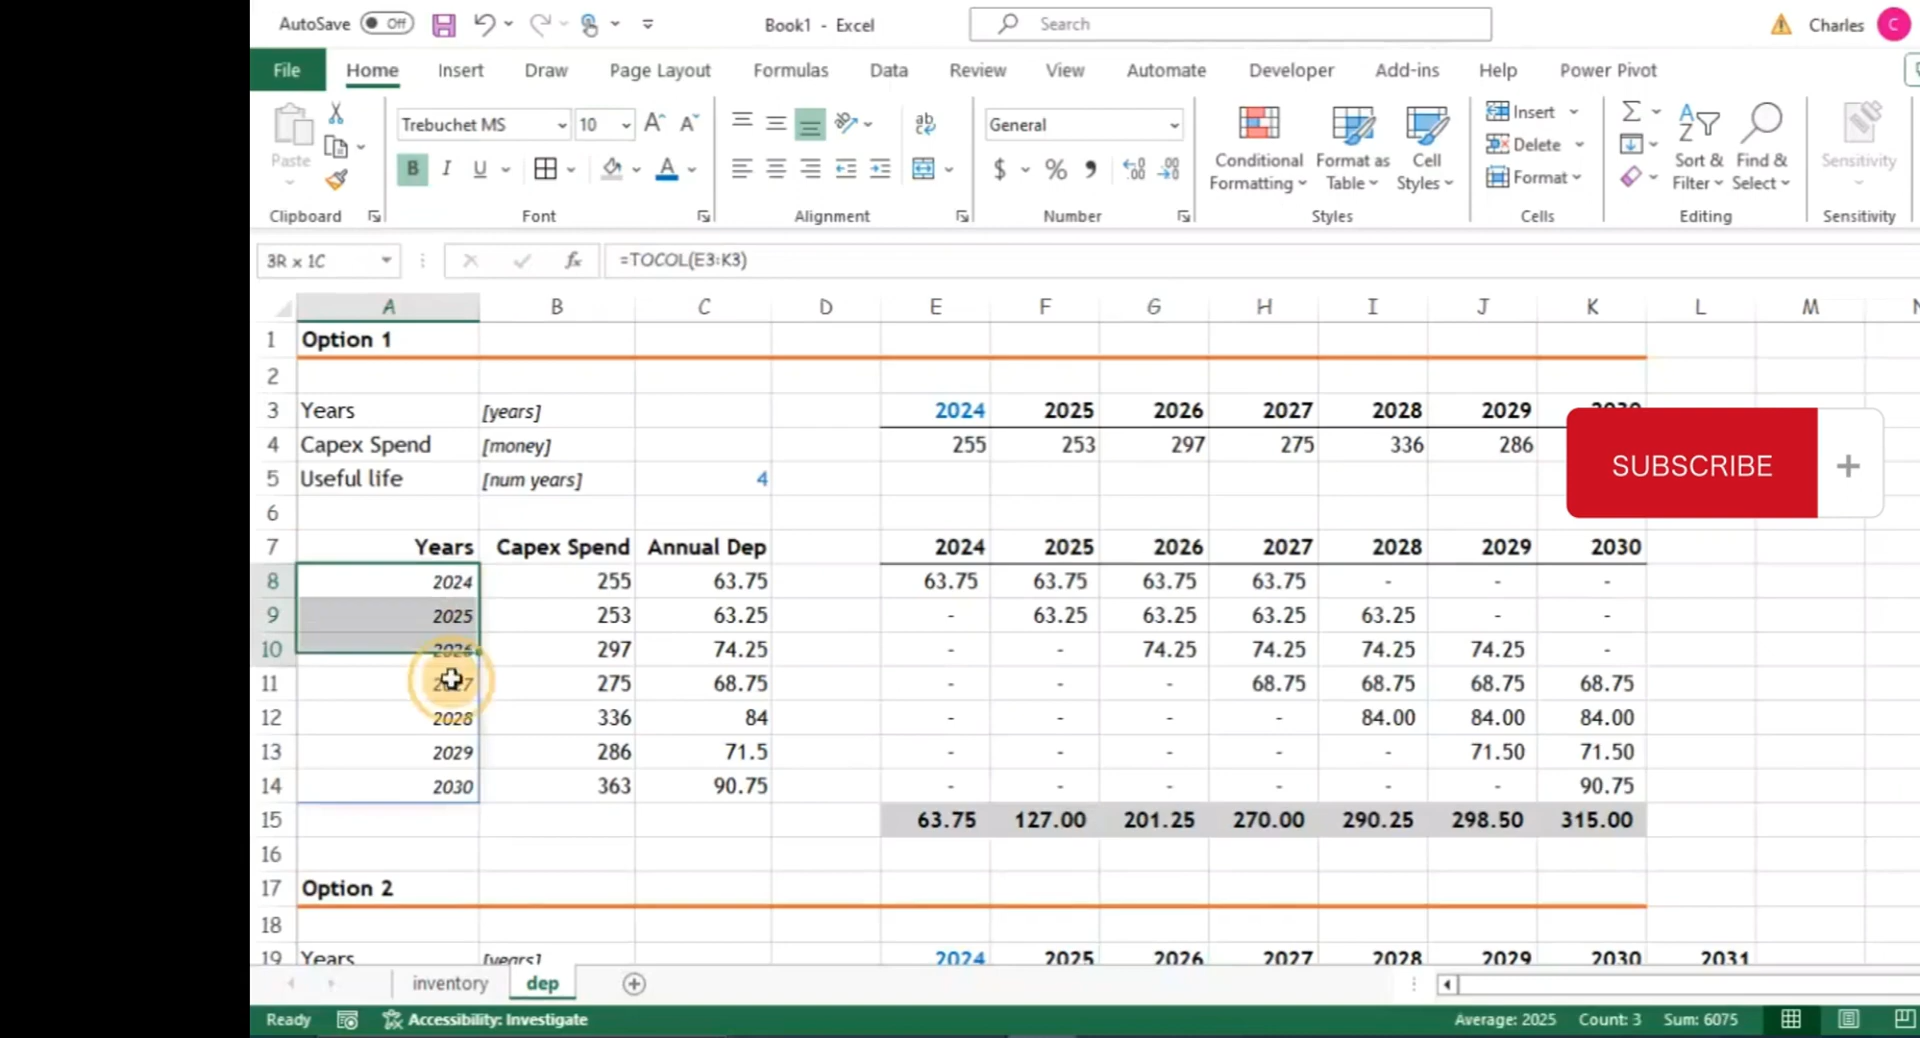 AutoSave Off Book1 - Excel Search Charles C
File Home Insert Draw Page Layout Formulas Data Review View Automate Developer Add-ins Help Power Pivot
Trebuchet MS 10 General Insert
Paste B I U Conditional Format as Cell Delete Sort & Find & Sensitivity
Formatting Table Styles Format Filter Select
Clipboard Font Alignment Number Styles Cells Editing Sensitivity
3R x 1C fx =TOCOL(E3:K3)
A B C D E F G H I J K L M N
1 Option 1
2
3 Years [years] 2024 2025 2026 2027 2028 2029 2030
4 Capex Spend [money] 255 253 297 275 336 286
SUBSCRIBE +
5 Useful life [num years] 4
6
7 Years Capex Spend Annual Dep 2024 2025 2026 2027 2028 2029 2030
8 2024 255 63.75 63.75 63.75 63.75 63.75 - - -
9 2025 253 63.25 - 63.25 63.25 63.25 63.25 - -
10 2026 297 74.25 - - 74.25 74.25 74.25 74.25 -
11 2027 275 68.75 - - - 68.75 68.75 68.75 68.75
12 2028 336 84 - - - - 84.00 84.00 84.00
13 2029 286 71.5 - - - - - 71.50 71.50
14 2030 363 90.75 - - - - - - 90.75
15 63.75 127.00 201.25 270.00 290.25 298.50 315.00
16
17 Option 2
18
19 Years [years] 2024 2025 2026 2027 2028 2029 2030 2031
inventory dep
Ready Accessibility: Investigate Average: 2025 Count: 3 Sum: 6075